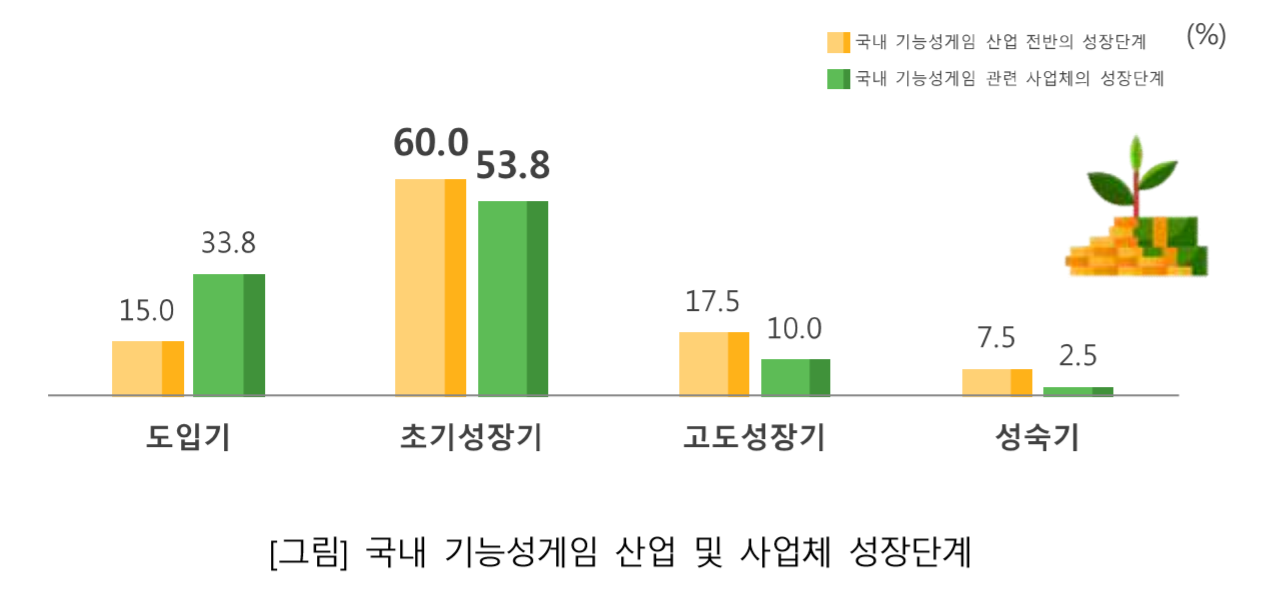 국내 기능성게임 산업 전반의 성장단계
(%)
국내 기능성게임 관련 사업체의 성장단계
60.0
53.8
33.8
15.0
17.5
10.0
7.5
2.5
도입기 초기성장기 고도성장기 성숙기
[그림] 국내 기능성게임 산업 및 사업체 성장단계